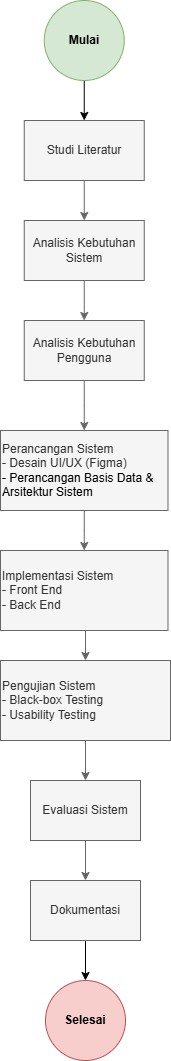 Mulai
Studi Literatur
Analisis Kebutuhan
Sistem
Analisis Kebutuhan
Pengguna
Perancangan Sistem
- Desain UI/UX (Figma)
- Perancangan Basis Data &
Arsitektur Sistem
Implementasi Sistem
- Front End
- Back End
Pengujian Sistem
- Black-box Testing
- Usability Testing
Evaluasi Sistem
Dokumentasi
Selesai